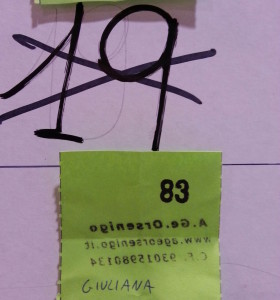 19
83
A.Ge.Orsenigo
www.ageorsenigo.it
C.F. 93015980134
GIULIANA